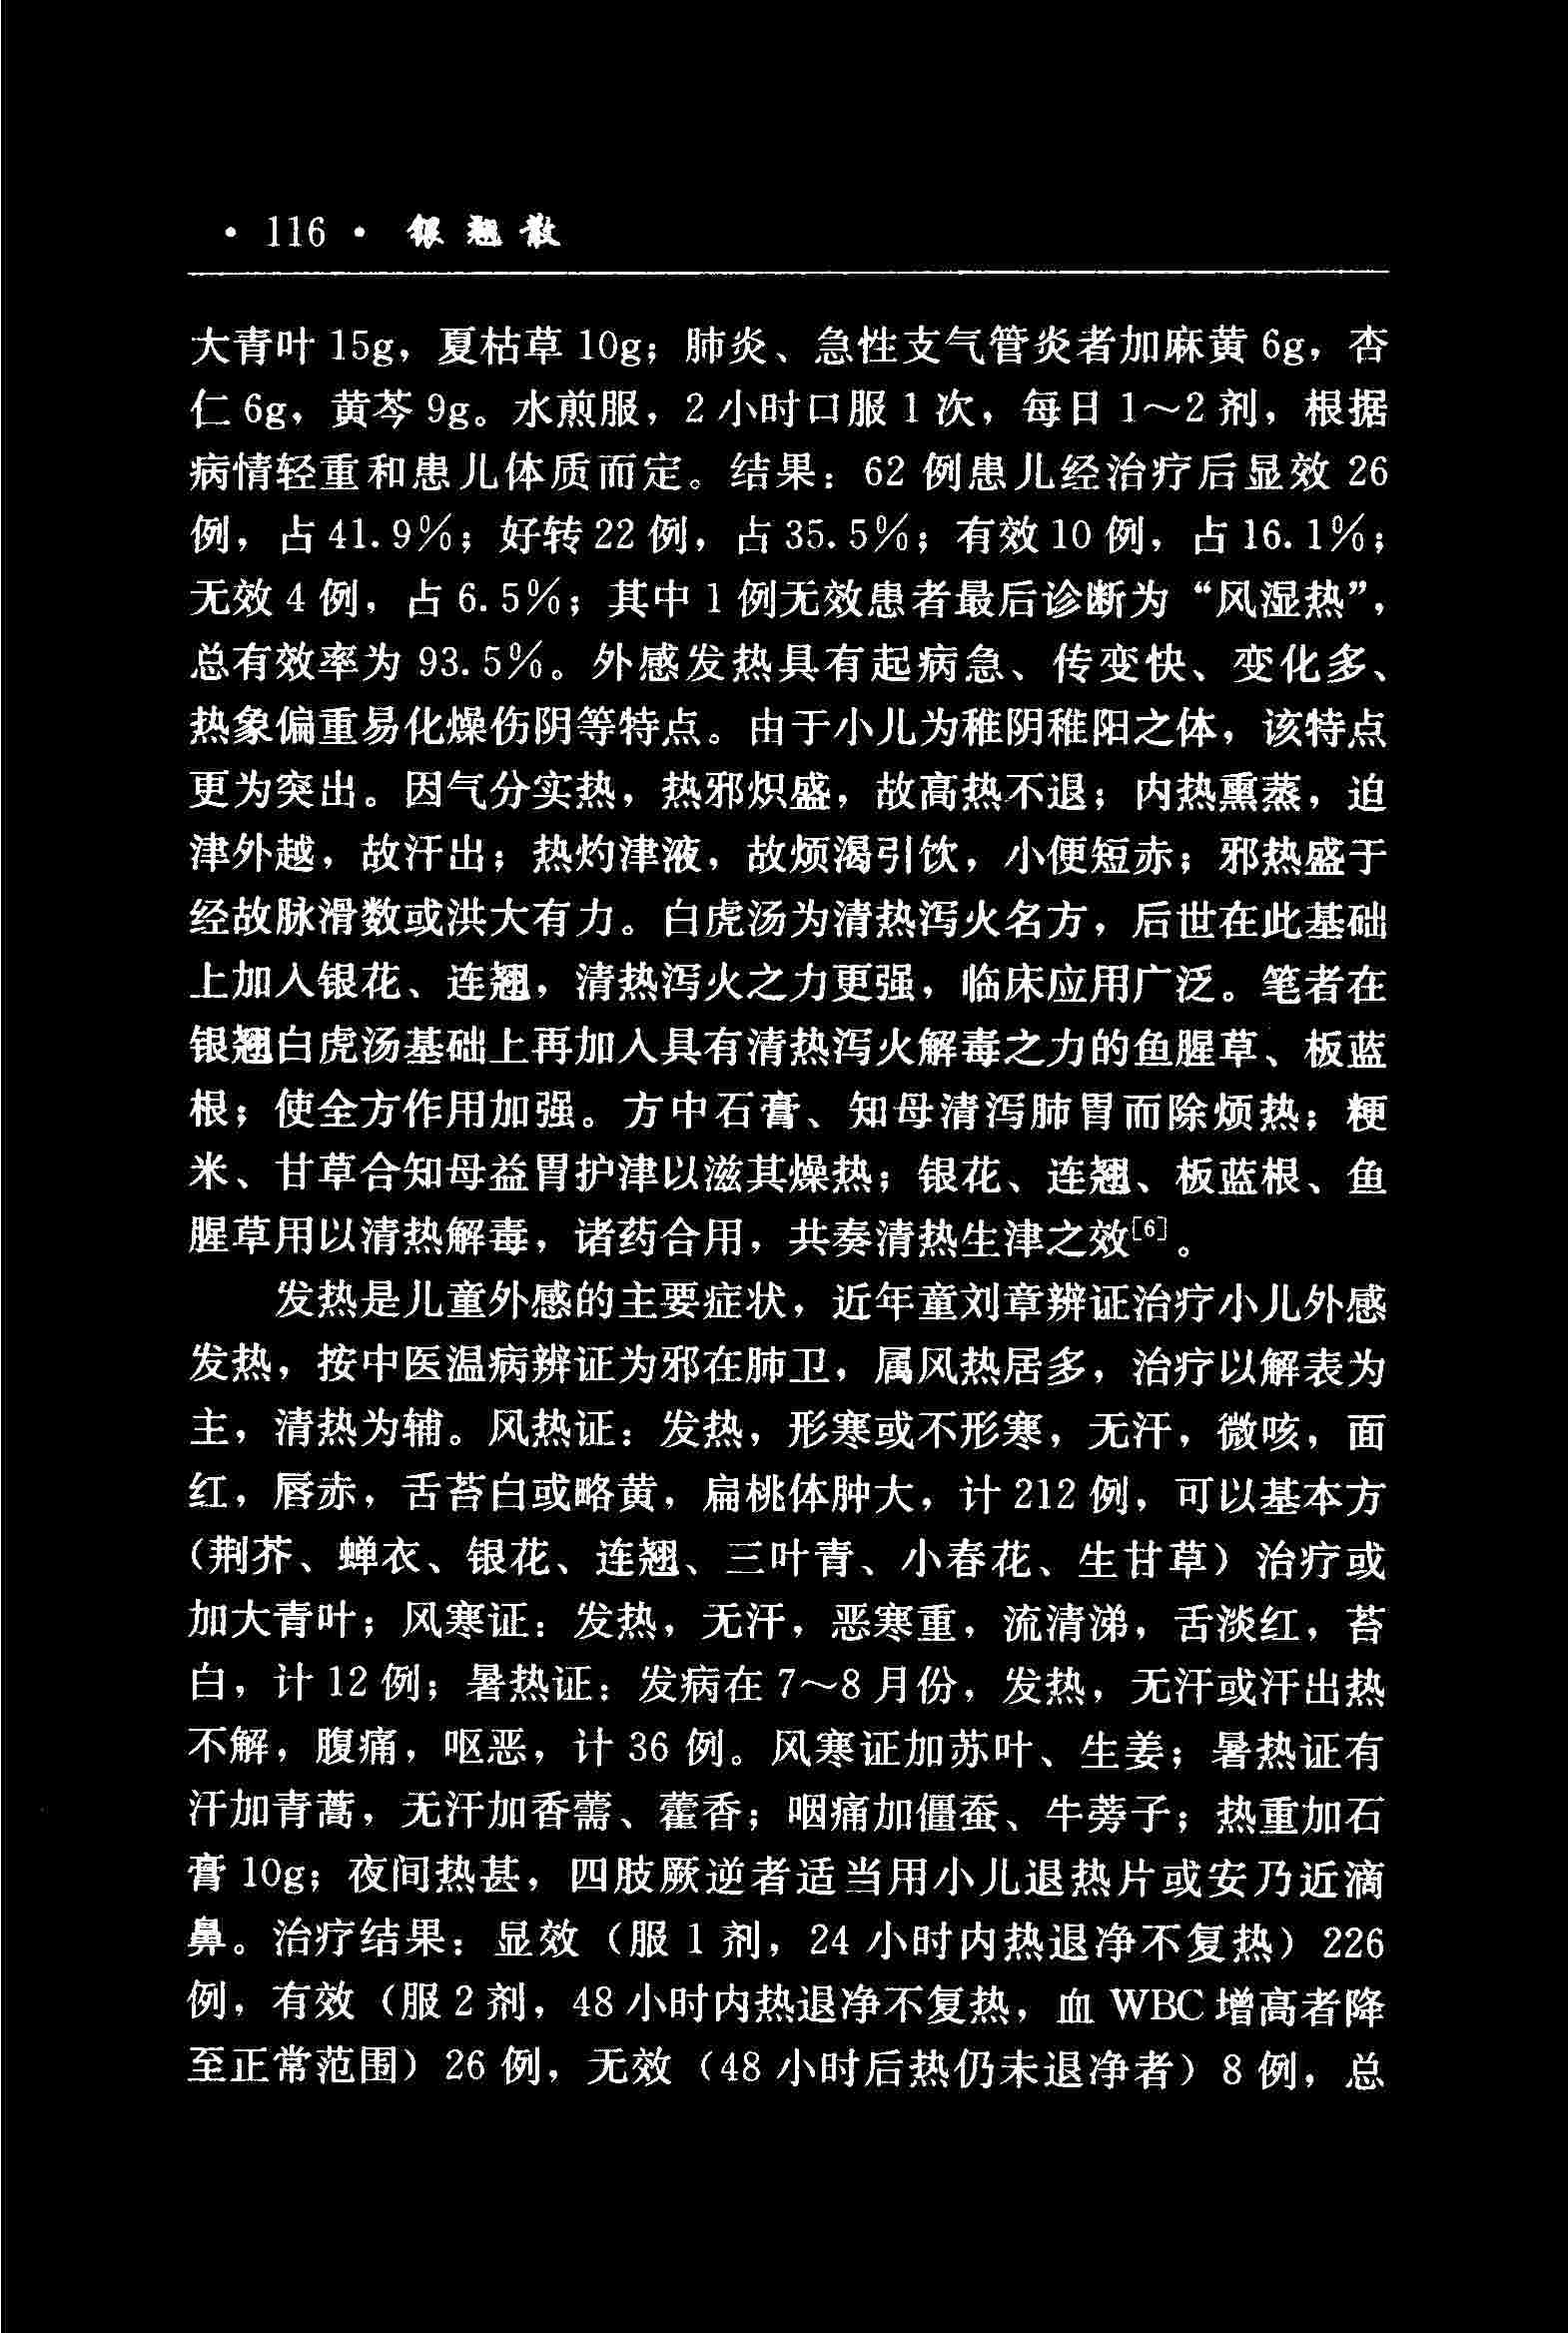 · 116 · 银翘散
大青叶 15g，夏枯草 10g；肺炎、急性支气管炎者加麻黄 6g，杏
仁 6g，黄芩 9g。水煎服，2 小时口服 1 次，每日 1～2 剂，根据
病情轻重和患儿体质而定。结果：62 例患儿经治疗后显效 26
例，占 41.9％；好转 22 例，占 35.5％；有效 10 例，占 16.1％；
无效 4 例，占 6.5％；其中 1 例无效患者最后诊断为“风湿热”，
总有效率为 93.5％。外感发热具有起病急、传变快、变化多、
热象偏重易化燥伤阴等特点。由于小儿为稚阴稚阳之体，该特点
更为突出。因气分实热，热邪炽盛，故高热不退；内热熏蒸，迫
津外越，故汗出；热灼津液，故烦渴引饮，小便短赤；邪热盛于
经故脉滑数或洪大有力。白虎汤为清热泻火名方，后世在此基础
上加入银花、连翘，清热泻火之力更强，临床应用广泛。笔者在
银翘白虎汤基础上再加入具有清热泻火解毒之力的鱼腥草、板蓝
根；使全方作用加强。方中石膏、知母清泻肺胃而除烦热；粳
米、甘草合知母益胃护津以滋其燥热；银花、连翘、板蓝根、鱼
腥草用以清热解毒，诸药合用，共奏清热生津之效［6］。
发热是儿童外感的主要症状，近年童刘章辨证治疗小儿外感
发热，按中医温病辨证为邪在肺卫，属风热居多，治疗以解表为
主，清热为辅。风热证：发热，形寒或不形寒，无汗，微咳，面
红，唇赤，舌苔白或略黄，扁桃体肿大，计 212 例，可以基本方
（荆芥、蝉衣、银花、连翘、三叶青、小春花、生甘草）治疗或
加大青叶；风寒证：发热，无汗，恶寒重，流清涕，舌淡红，苔
白，计 12 例；暑热证：发病在 7～8 月份，发热，无汗或汗出热
不解，腹痛，呕恶，计 36 例。风寒证加苏叶、生姜；暑热证有
汗加青蒿，无汗加香薷、藿香；咽痛加僵蚕、牛蒡子；热重加石
膏 10g；夜间热甚，四肢厥逆者适当用小儿退热片或安乃近滴
鼻。治疗结果：显效（服 1 剂，24 小时内热退净不复热）226
例，有效（服 2 剂，48 小时内热退净不复热，血 WBC 增高者降
至正常范围）26 例，无效（48 小时后热仍未退净者）8 例，总